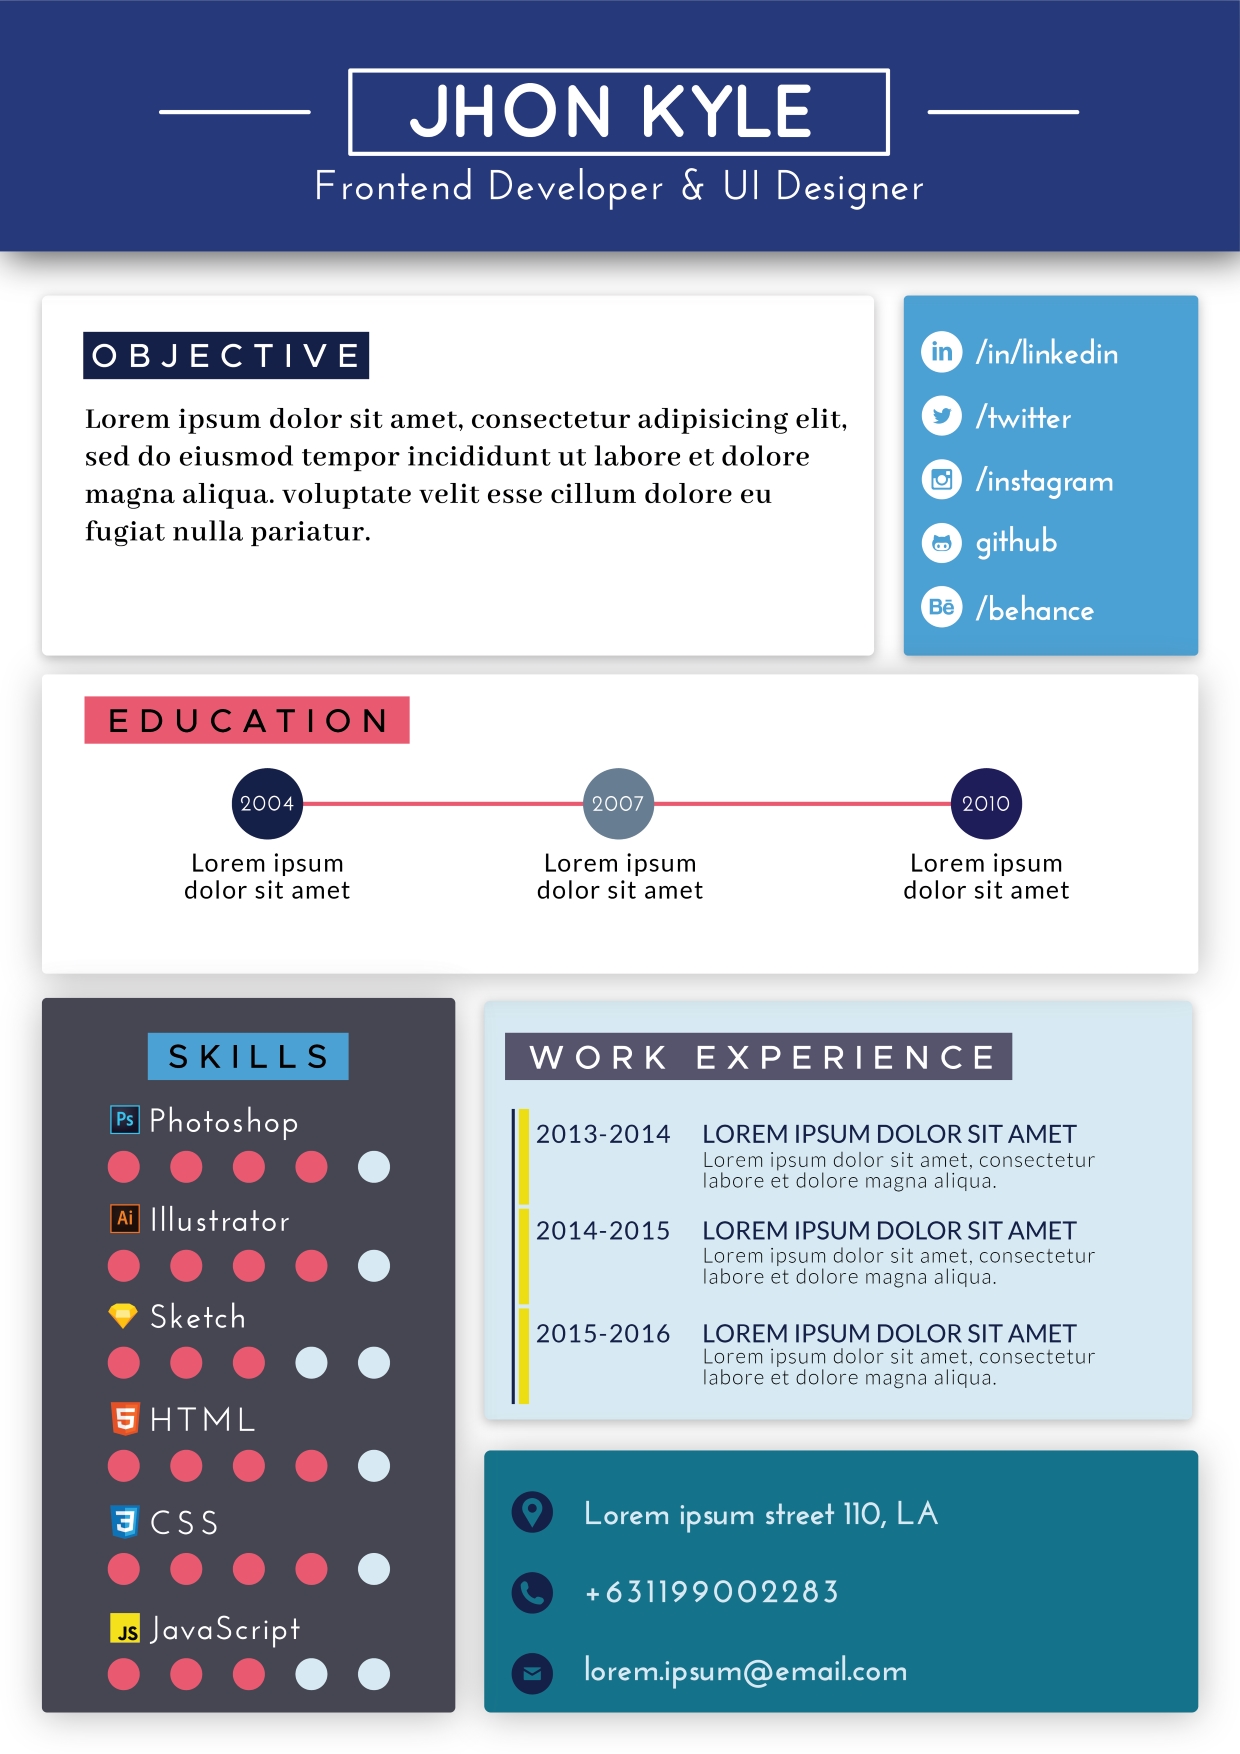 JHON KYLE
Frontend Developer & UI Designer
OBJECTIVE
Lorem ipsum dolor sit amet, consectetur adipisicing elit,
sed do eiusmod tempor incididunt ut labore et dolore
magna aliqua. voluptate velit esse cillum dolore eu
fugiat nulla pariatur.
in /in/linkedin
/twitter
/instagram
github
Bē /behance
EDUCATION
2004
Lorem ipsum
dolor sit amet
2007
Lorem ipsum
dolor sit amet
2010
Lorem ipsum
dolor sit amet
SKILLS
Ps Photoshop
Ai Illustrator
Sketch
5 HTML
3 CSS
JS JavaScript
WORK EXPERIENCE
2013-2014 LOREM IPSUM DOLOR SIT AMET
Lorem ipsum dolor sit amet, consectetur
labore et dolore magna aliqua.
2014-2015 LOREM IPSUM DOLOR SIT AMET
Lorem ipsum dolor sit amet, consectetur
labore et dolore magna aliqua.
2015-2016 LOREM IPSUM DOLOR SIT AMET
Lorem ipsum dolor sit amet, consectetur
labore et dolore magna aliqua.
Lorem ipsum street 110, LA
+631199002283
lorem.ipsum@email.com